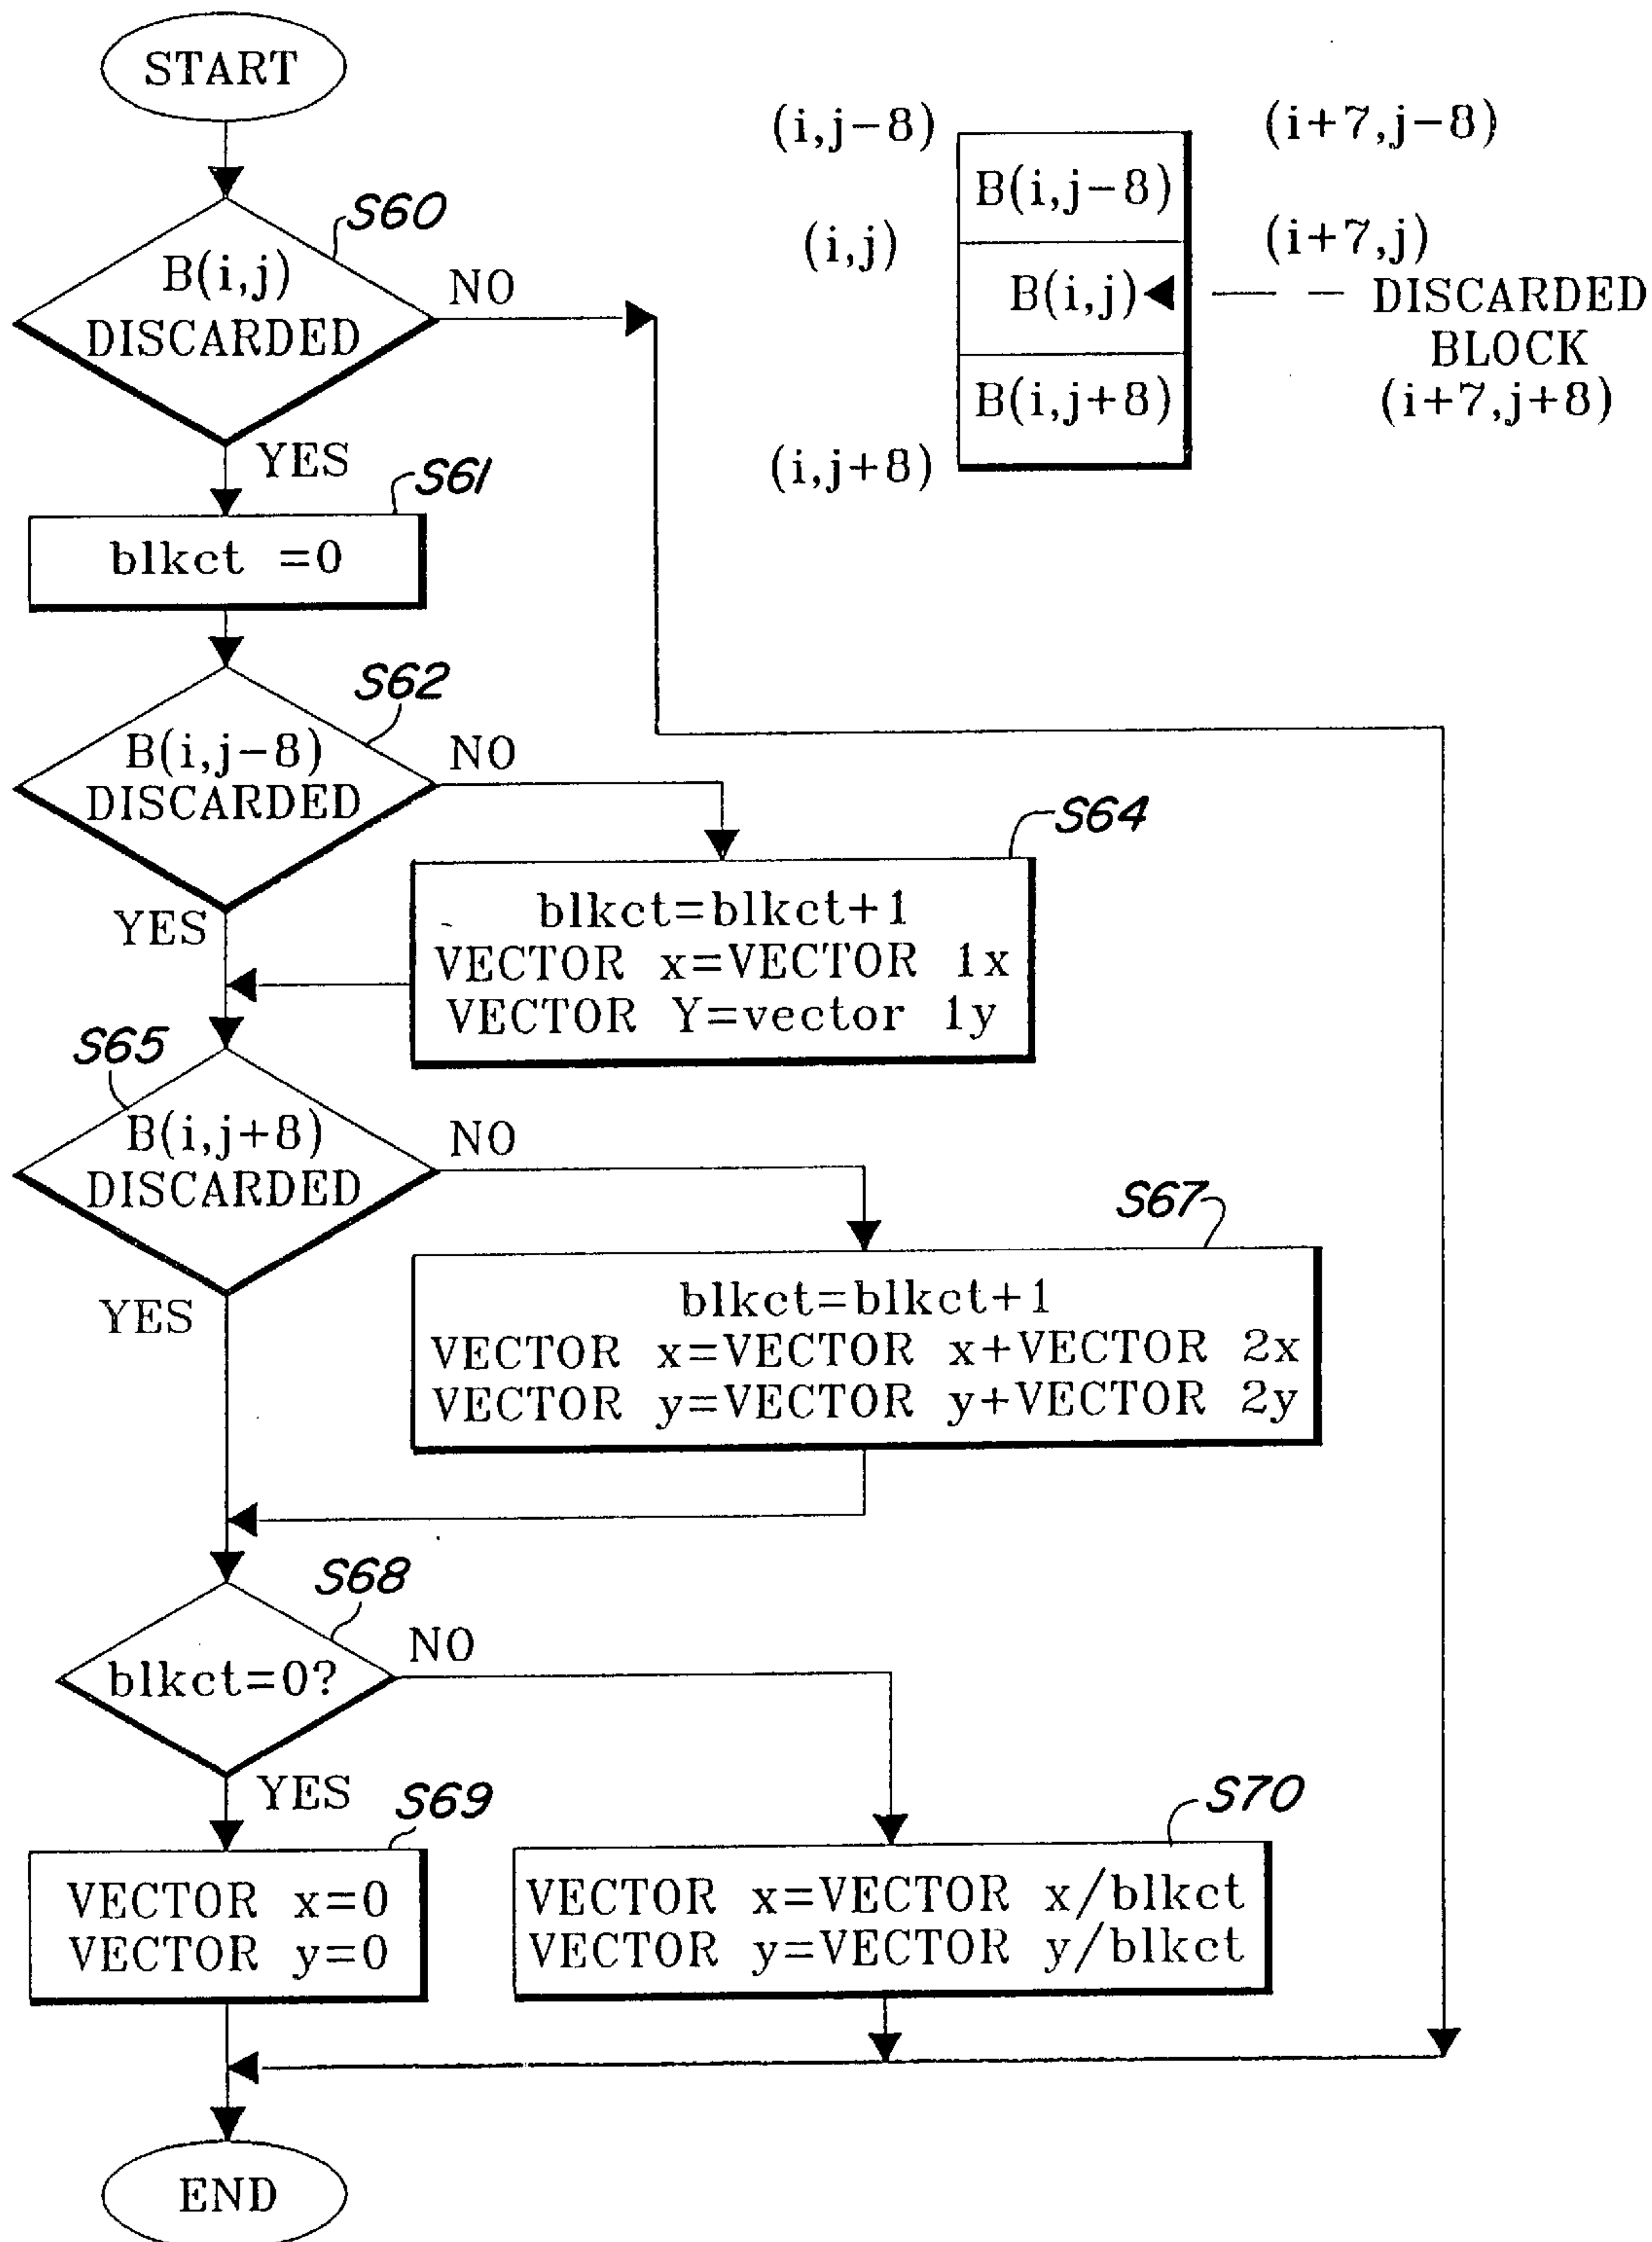 START
(i,j-8)
(i+7,j-8)
B(i,j-8)
(i,j)
(i+7,j)
B(i,j)
DISCARDED
BLOCK
B(i,j+8)
(i+7,j+8)
(i,j+8)
S60
B(i,j)
DISCARDED
NO
YES
S61
blkct =0
S62
B(i,j-8)
DISCARDED
NO
YES
S64
blkct=blkct+1
VECTOR x=VECTOR 1x
VECTOR Y=vector 1y
S65
B(i,j+8)
DISCARDED
NO
YES
S67
blkct=blkct+1
VECTOR x=VECTOR x+VECTOR 2x
VECTOR y=VECTOR y+VECTOR 2y
S68
blkct=0?
NO
YES
S69
VECTOR x=0
VECTOR y=0
S70
VECTOR x=VECTOR x/blkct
VECTOR y=VECTOR y/blkct
END